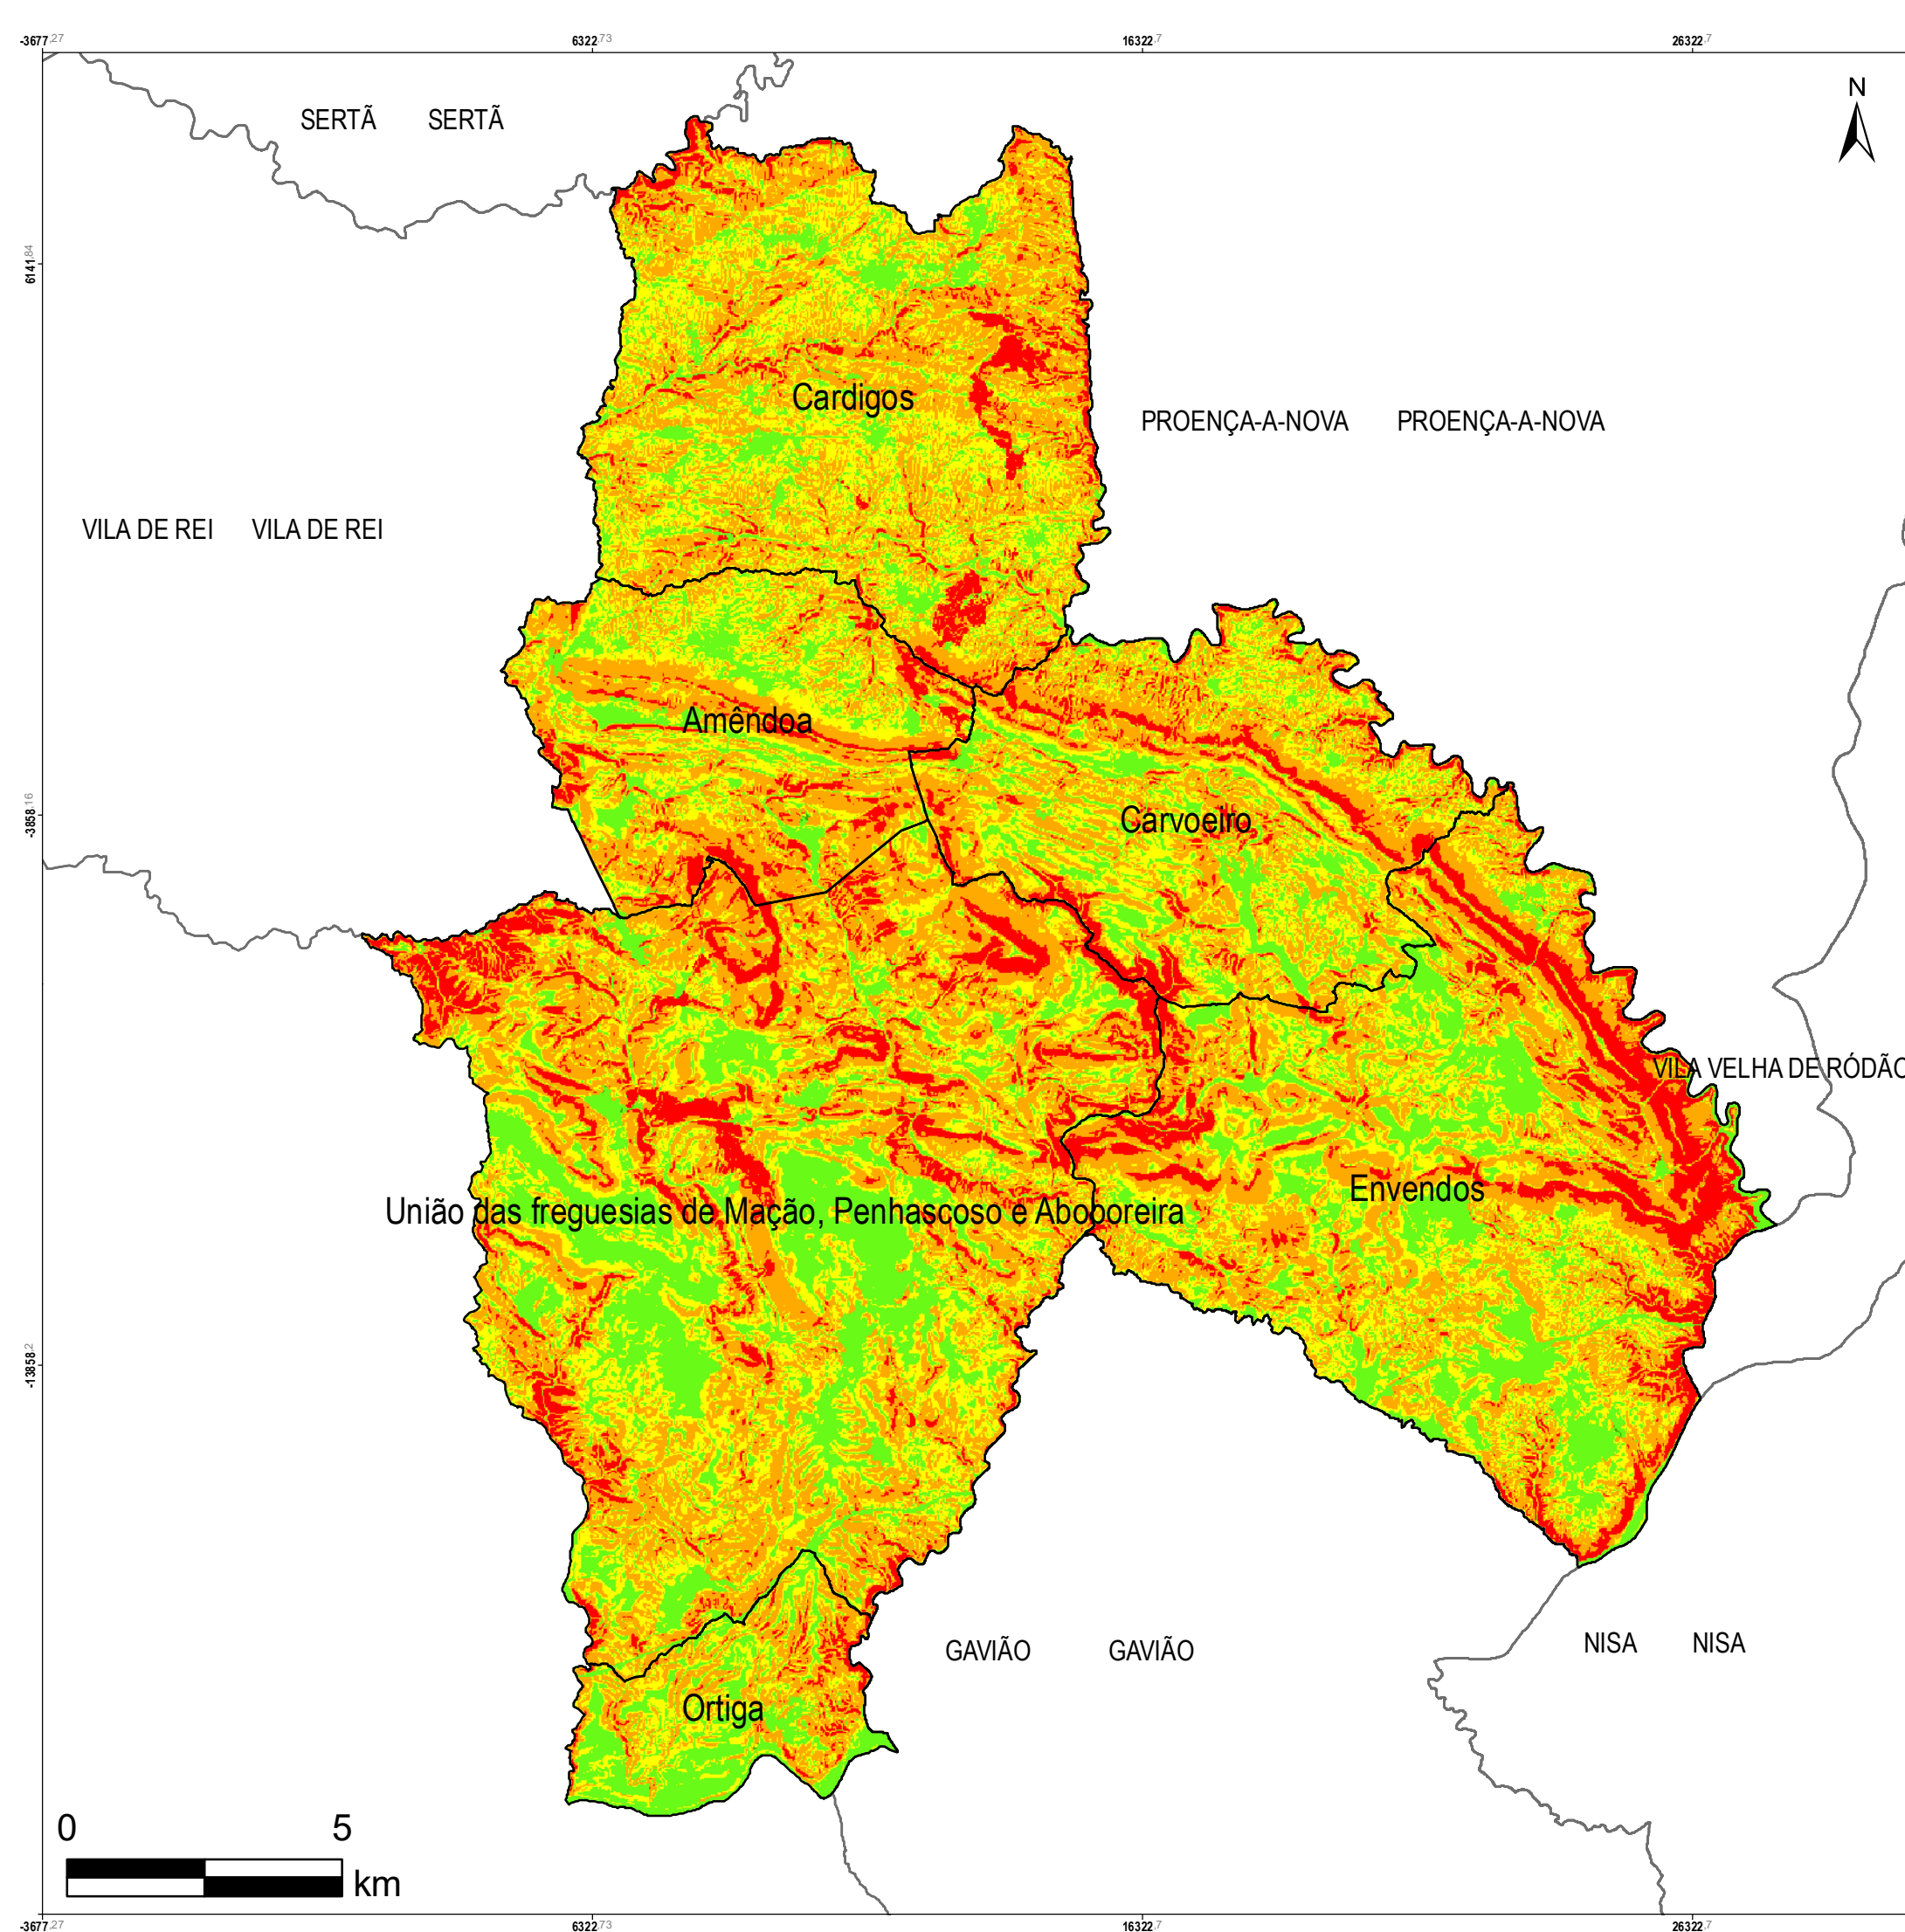 -3677,27 6322,73 16322,7 26322,7
N
SERTÃ SERTÃ
6141,84
Cardigos
PROENÇA-A-NOVA PROENÇA-A-NOVA
VILA DE REI VILA DE REI
Amêndoa
-3858,16
Carvoeiro
VILA VELHA DE RÓDÃO
Envendos
União das freguesias de Mação, Penhascoso e Aboboreira
-13858,2
GAVIÃO GAVIÃO
NISA NISA
Ortiga
0 5
km
-3677,27 6322,73 16322,7 26322,7